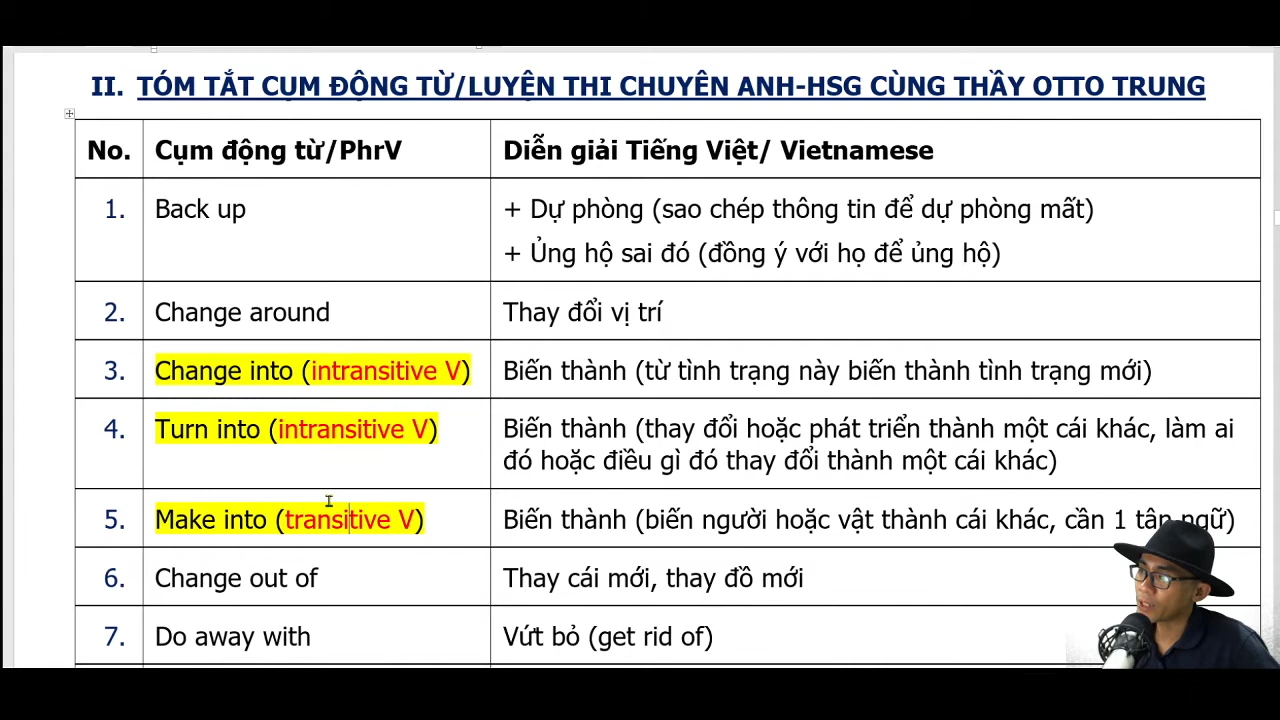 II. TÓM TẮT CỤM ĐỘNG TỪ/LUYỆN THI CHUYÊN ANH-HSG CÙNG THẦY OTTO TRUNG
No. Cụm động từ/PhrV Diễn giải Tiếng Việt/ Vietnamese
1. Back up + Dự phòng (sao chép thông tin để dự phòng mất)
+ Ủng hộ sai đó (đồng ý với họ để ủng hộ)
2. Change around Thay đổi vị trí
3. Change into (intransitive V) Biến thành (từ tình trạng này biến thành tình trạng mới)
4. Turn into (intransitive V) Biến thành (thay đổi hoặc phát triển thành một cái khác, làm ai
đó hoặc điều gì đó thay đổi thành một cái khác)
5. Make into (transitive V) Biến thành (biến người hoặc vật thành cái khác, cần 1 tân ngữ)
6. Change out of Thay cái mới, thay đồ mới
7. Do away with Vứt bỏ (get rid of)